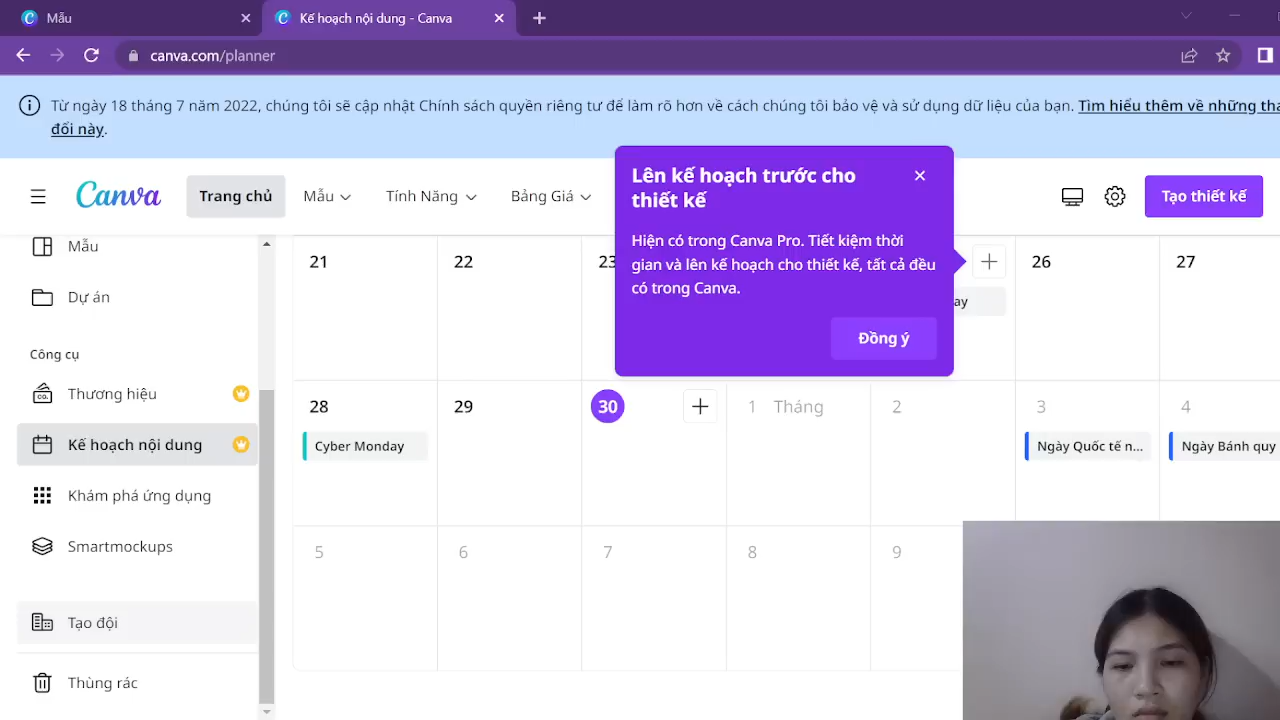 Mẫu
Kế hoạch nội dung - Canva
canva.com/planner
Từ ngày 18 tháng 7 năm 2022, chúng tôi sẽ cập nhật Chính sách quyền riêng tư để làm rõ hơn về cách chúng tôi bảo vệ và sử dụng dữ liệu của bạn. Tìm hiểu thêm về những
đổi này.
Canva
Trang chủ
Mẫu
Tính Năng
Bảng Giá
Tạo thiết kế
Lên kế hoạch trước cho
thiết kế
Hiện có trong Canva Pro. Tiết kiệm thời
gian và lên kế hoạch cho thiết kế, tất cả đều
có trong Canva.
Đồng ý
Mẫu
Dự án
Công cụ
CO.
Thương hiệu
Kế hoạch nội dung
Khám phá ứng dụng
Smartmockups
Tạo đội
Thùng rác
21 22 23 26 27
ay
28 29 30 1 Tháng 2 3 4
Cyber Monday
Ngày Quốc tế n...
Ngày Bánh quy
5 6 7 8 9